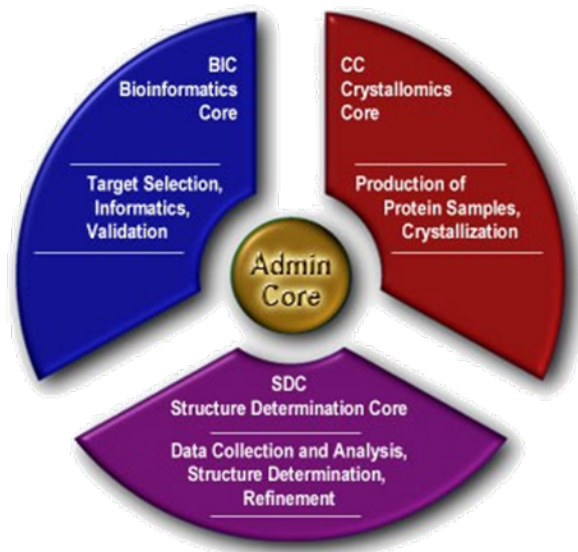 BIC
Bioinformatics
Core
Target Selection,
Informatics,
Validation
CC
Crystallomics
Core
Production of
Protein Samples,
Crystallization
Admin
Core
SDC
Structure Determination Core
Data Collection and Analysis,
Structure Determination,
Refinement